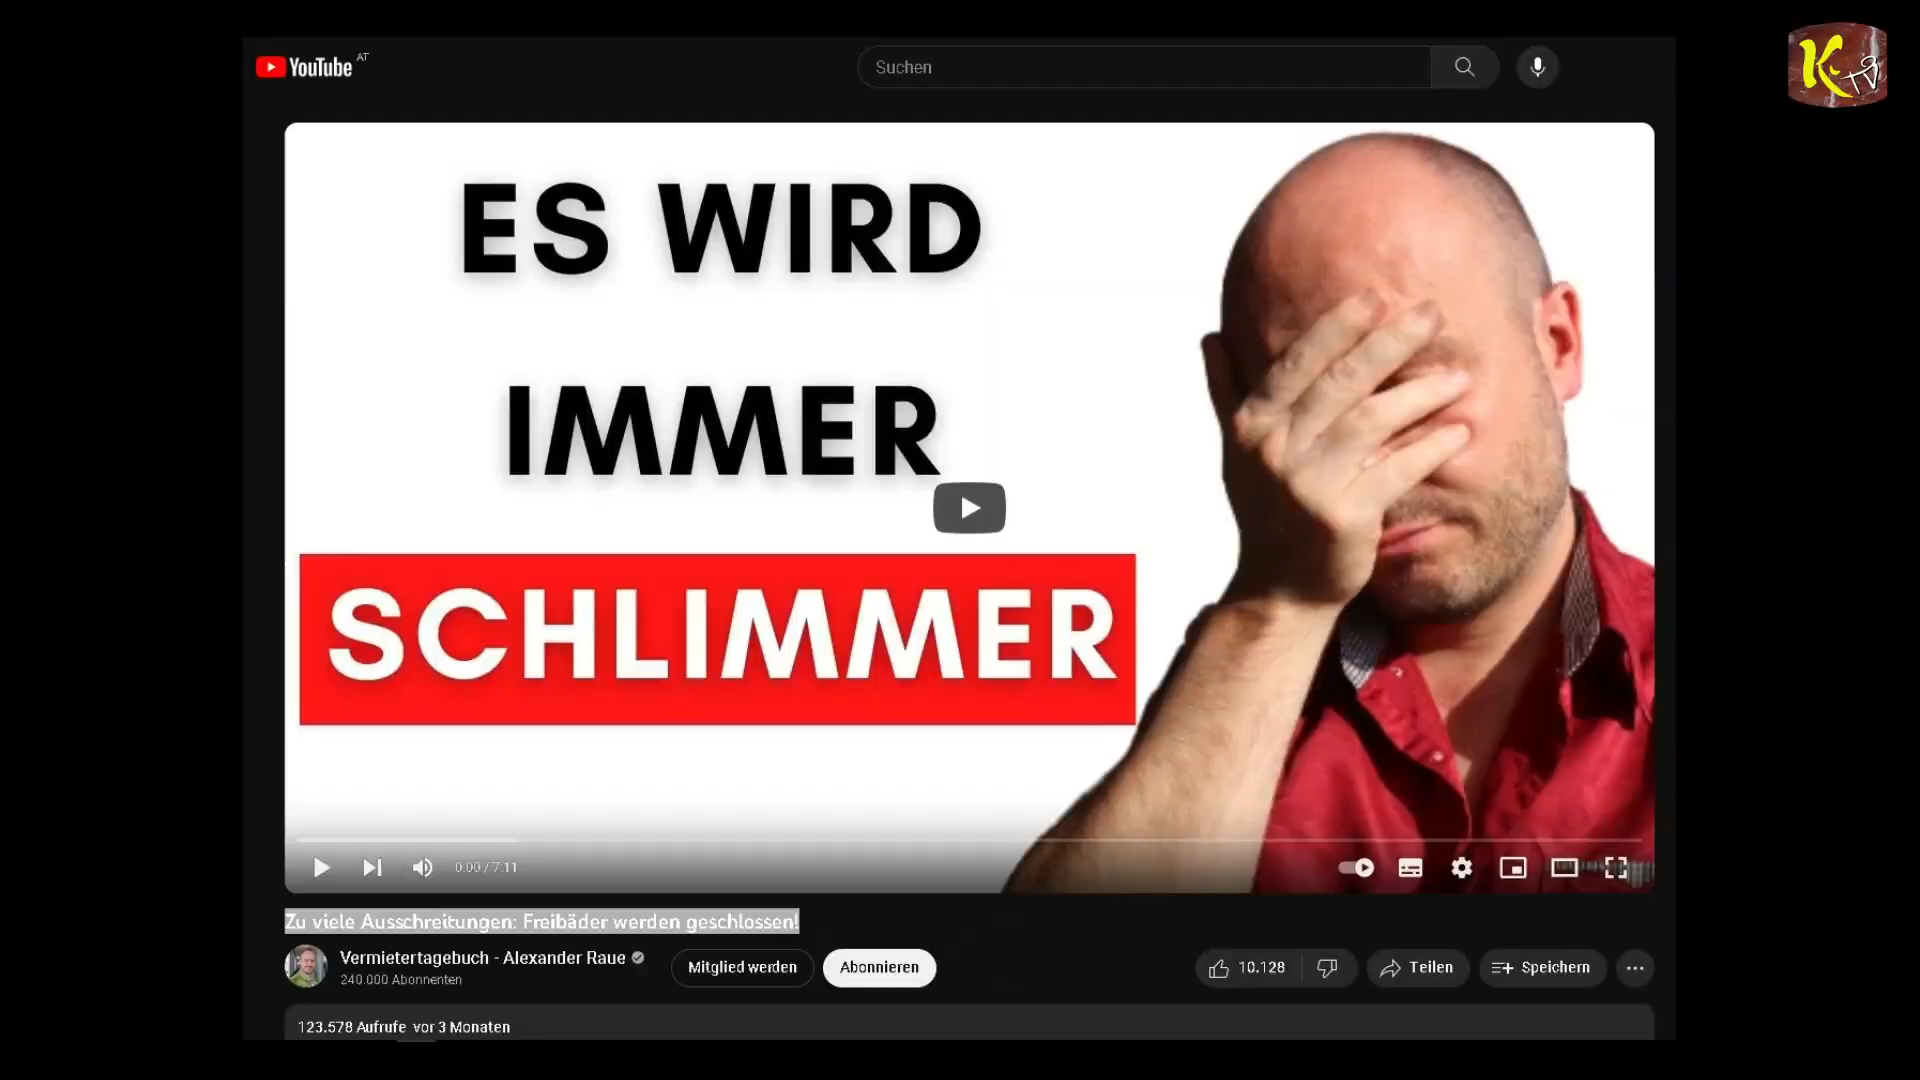 YouTube AT
Suchen
K-TV
ES WIRD
IMMER
SCHLIMMER
0:00 / 7:11
Zu viele Ausschreitungen: Freibäder werden geschlossen!
Vermietertagebuch - Alexander Raue
240.000 Abonnenten
Mitglied werden
Abonnieren
10.128
Teilen
Speichern
123.578 Aufrufe vor 3 Monaten